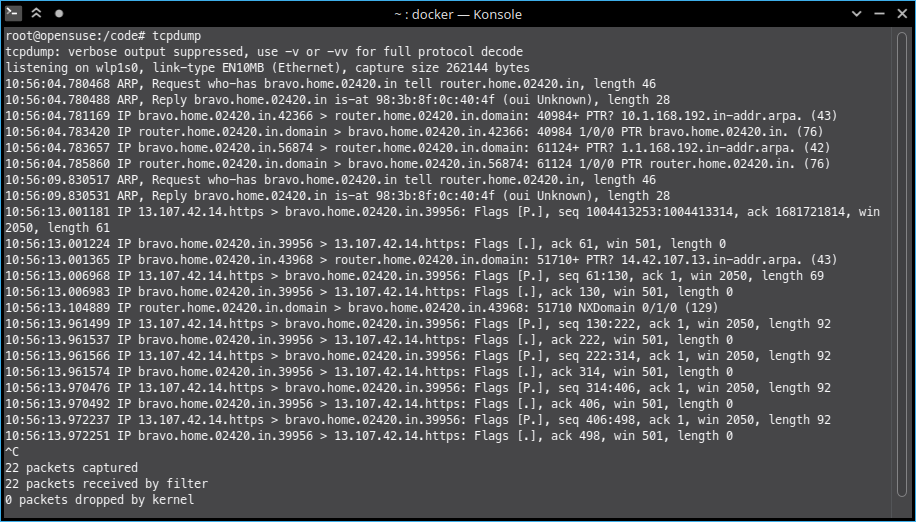 ~ : docker — Konsole
root@opensuse:/code# tcpdump
tcpdump: verbose output suppressed, use -v or -vv for full protocol decode
listening on wlp1s0, link-type EN10MB (Ethernet), capture size 262144 bytes
10:56:04.780468 ARP, Request who-has bravo.home.02420.in tell router.home.02420.in, length 46
10:56:04.780488 ARP, Reply bravo.home.02420.in is-at 98:3b:8f:0c:40:4f (oui Unknown), length 28
10:56:04.781169 IP bravo.home.02420.in.42366 > router.home.02420.in.domain: 40984+ PTR? 10.1.168.192.in-addr.arpa. (43)
10:56:04.783420 IP router.home.02420.in.domain > bravo.home.02420.in.42366: 40984 1/0/0 PTR bravo.home.02420.in. (76)
10:56:04.783657 IP bravo.home.02420.in.56874 > router.home.02420.in.domain: 61124+ PTR? 1.1.168.192.in-addr.arpa. (42)
10:56:04.785860 IP router.home.02420.in.domain > bravo.home.02420.in.56874: 61124 1/0/0 PTR router.home.02420.in. (76)
10:56:09.830517 ARP, Request who-has bravo.home.02420.in tell router.home.02420.in, length 46
10:56:09.830531 ARP, Reply bravo.home.02420.in is-at 98:3b:8f:0c:40:4f (oui Unknown), length 28
10:56:13.001181 IP 13.107.42.14.https > bravo.home.02420.in.39956: Flags [P.], seq 1004413253:1004413314, ack 1681721814, win
2050, length 61
10:56:13.001224 IP bravo.home.02420.in.39956 > 13.107.42.14.https: Flags [.], ack 61, win 501, length 0
10:56:13.001365 IP bravo.home.02420.in.43968 > router.home.02420.in.domain: 51710+ PTR? 14.42.107.13.in-addr.arpa. (43)
10:56:13.006968 IP 13.107.42.14.https > bravo.home.02420.in.39956: Flags [P.], seq 61:130, ack 1, win 2050, length 69
10:56:13.006983 IP bravo.home.02420.in.39956 > 13.107.42.14.https: Flags [.], ack 130, win 501, length 0
10:56:13.104889 IP router.home.02420.in.domain > bravo.home.02420.in.43968: 51710 NXDomain 0/1/0 (129)
10:56:13.961499 IP 13.107.42.14.https > bravo.home.02420.in.39956: Flags [P.], seq 130:222, ack 1, win 2050, length 92
10:56:13.961537 IP bravo.home.02420.in.39956 > 13.107.42.14.https: Flags [.], ack 222, win 501, length 0
10:56:13.961566 IP 13.107.42.14.https > bravo.home.02420.in.39956: Flags [P.], seq 222:314, ack 1, win 2050, length 92
10:56:13.961574 IP bravo.home.02420.in.39956 > 13.107.42.14.https: Flags [.], ack 314, win 501, length 0
10:56:13.970476 IP 13.107.42.14.https > bravo.home.02420.in.39956: Flags [P.], seq 314:406, ack 1, win 2050, length 92
10:56:13.970492 IP bravo.home.02420.in.39956 > 13.107.42.14.https: Flags [.], ack 406, win 501, length 0
10:56:13.972237 IP 13.107.42.14.https > bravo.home.02420.in.39956: Flags [P.], seq 406:498, ack 1, win 2050, length 92
10:56:13.972251 IP bravo.home.02420.in.39956 > 13.107.42.14.https: Flags [.], ack 498, win 501, length 0
^C
22 packets captured
22 packets received by filter
0 packets dropped by kernel